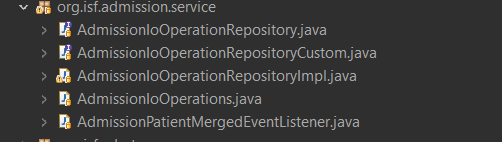 org.isf.admission.service
AdmissionIoOperationRepository.java
AdmissionIoOperationRepositoryCustom.java
AdmissionIoOperationRepositoryImpl.java
AdmissionIoOperations.java
AdmissionPatientMergedEventListener.java